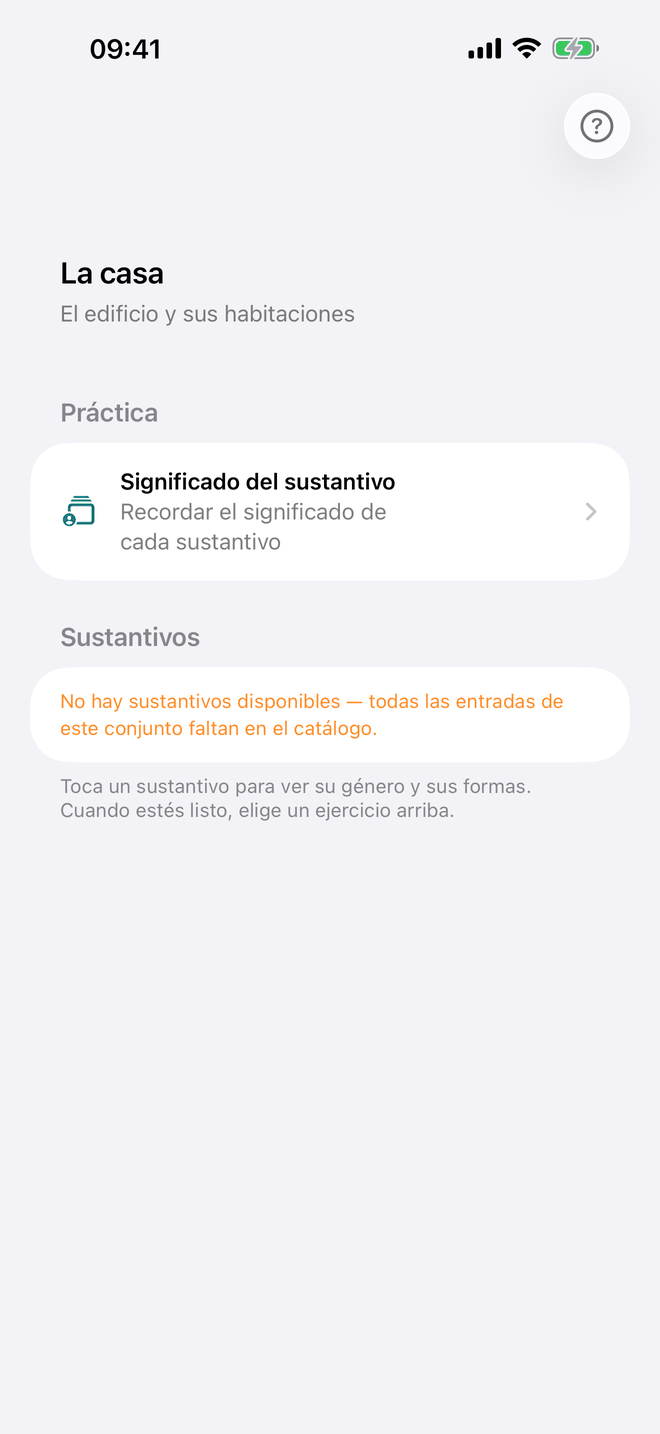 09:41
La casa
El edificio y sus habitaciones
Práctica
Significado del sustantivo
Recordar el significado de
cada sustantivo
Sustantivos
No hay sustantivos disponibles — todas las entradas de
este conjunto faltan en el catálogo.
Toca un sustantivo para ver su género y sus formas.
Cuando estés listo, elige un ejercicio arriba.